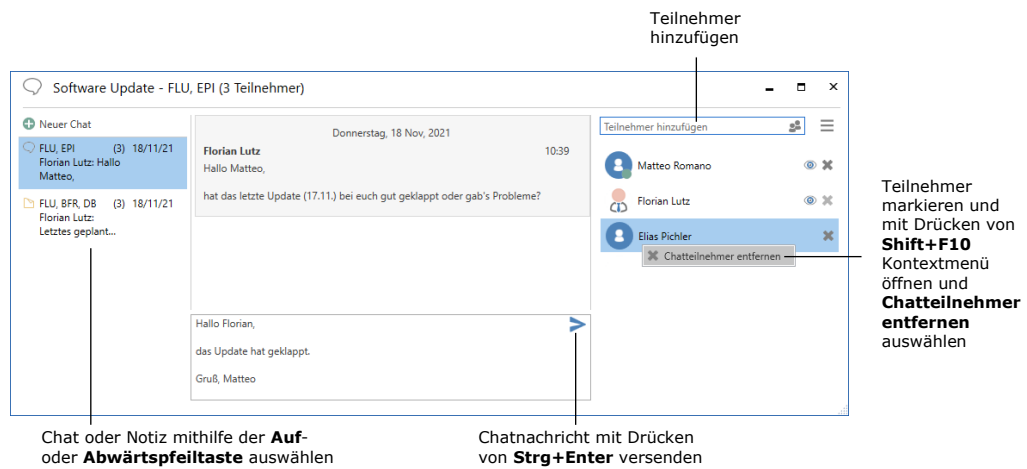 Teilnehmer
hinzufügen
Software Update - FLU, EPI (3 Teilnehmer)
Neuer Chat
FLU, EPI (3) 18/11/21
Florian Lutz: Hallo
Matteo,
FLU, BFR, DB (3) 18/11/21
Florian Lutz:
Letztes geplant...
Donnerstag, 18 Nov, 2021
Florian Lutz 10:39
Hallo Matteo,
hat das letzte Update (17.11.) bei euch gut geklappt oder gab's Probleme?
Hallo Florian,
das Update hat geklappt.
Gruß, Matteo
Teilnehmer hinzufügen
Matteo Romano
Florian Lutz
Elias Pichler
Chatteilnehmer entfernen
Teilnehmer
markieren und
mit Drücken von
Shift+F10
Kontextmenü
öffnen und
Chatteilnehmer
entfernen
auswählen
Chat oder Notiz mithilfe der Auf-
oder Abwärtspfeiltaste auswählen
Chatnachricht mit Drücken
von Strg+Enter versenden